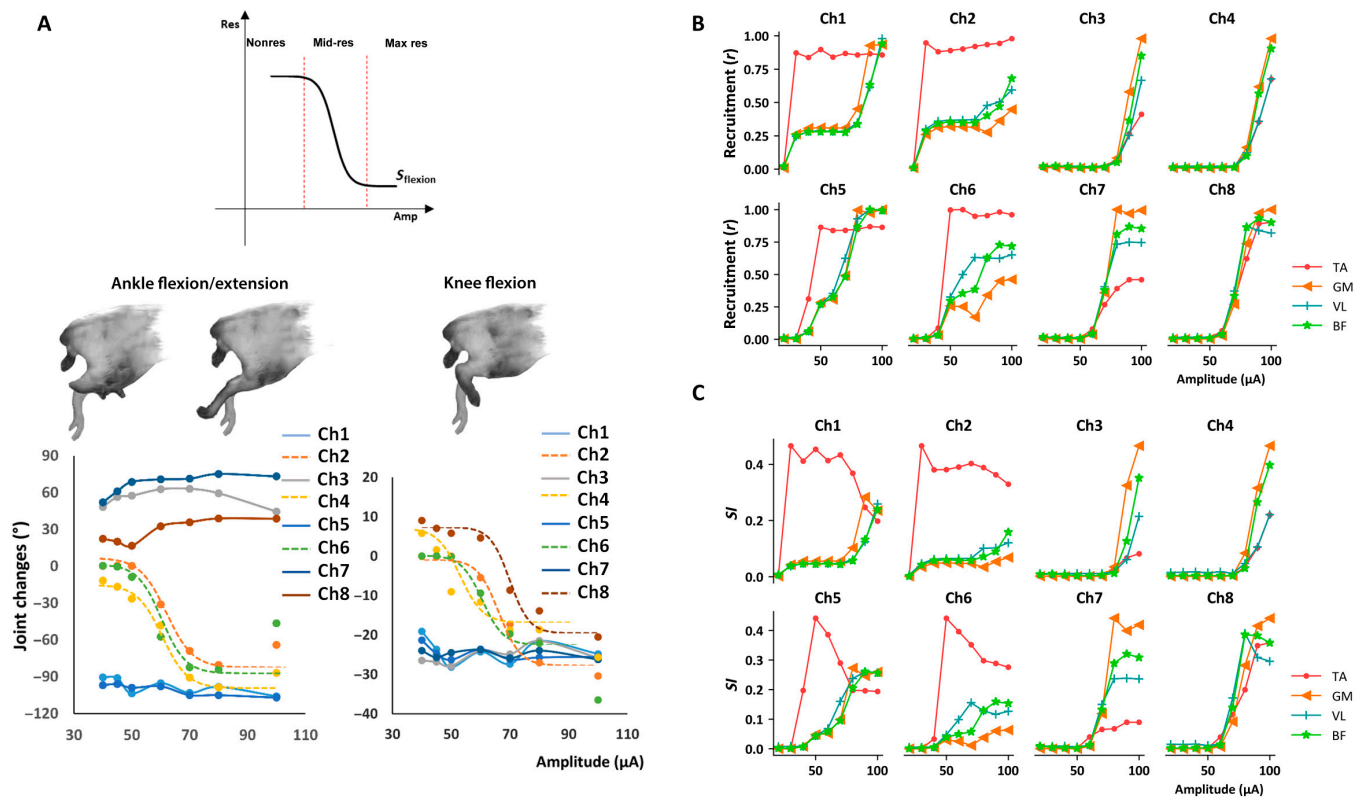 A
Res
Nonres Mid-res Max res
S flexion
Amp
Ankle flexion/extension
Knee flexion
Ch1
Ch2
Ch3
Ch4
Ch5
Ch6
Ch7
Ch8
Joint changes (°)
90
60
30
0
−30
−60
−90
−120
30 50 70 90 110
Ch1
Ch2
Ch3
Ch4
Ch5
Ch6
Ch7
Ch8
20
10
0
−10
−20
−30
−40
30 50 70 90 110
Amplitude (µA)
B
Ch1 Ch2 Ch3 Ch4
Recruitment (r)
1.00
0.75
0.50
0.25
0.00
Ch5 Ch6 Ch7 Ch8
Recruitment (r)
1.00
0.75
0.50
0.25
0.00
50 100 50 100 50 100 50 100
Amplitude (µA)
TA
GM
VL
BF
C
Ch1 Ch2 Ch3 Ch4
SI
0.4
0.2
0.0
Ch5 Ch6 Ch7 Ch8
SI
0.4
0.3
0.2
0.1
0.0
50 100 50 100 50 100 50 100
Amplitude (µA)
TA
GM
VL
BF